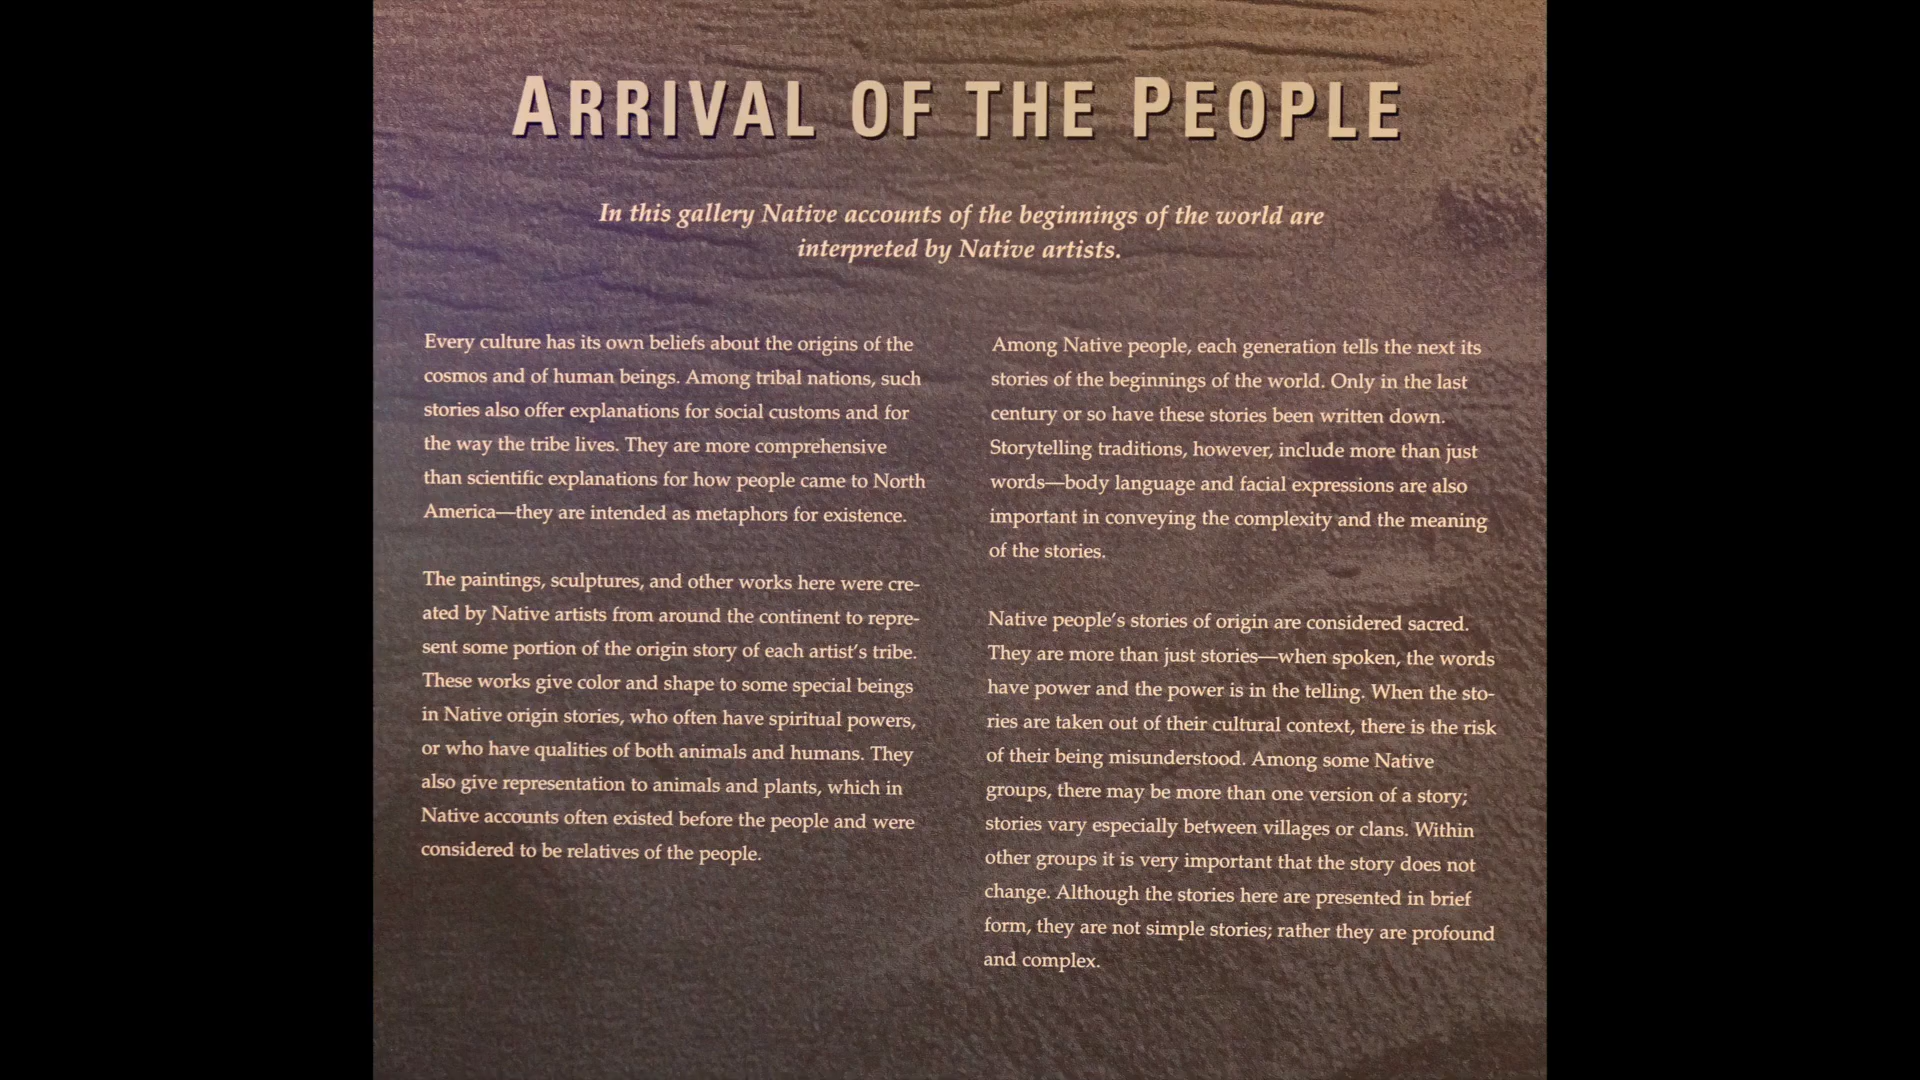 ARRIVAL OF THE PEOPLE
In this gallery Native accounts of the beginnings of the world are
interpreted by Native artists.
Every culture has its own beliefs about the origins of the
cosmos and of human beings. Among tribal nations, such
stories also offer explanations for social customs and for
the way the tribe lives. They are more comprehensive
than scientific explanations for how people came to North
America—they are intended as metaphors for existence.
The paintings, sculptures, and other works here were cre-
ated by Native artists from around the continent to repre-
sent some portion of the origin story of each artist's tribe.
These works give color and shape to some special beings
in Native origin stories, who often have spiritual powers,
or who have qualities of both animals and humans. They
also give representation to animals and plants, which in
Native accounts often existed before the people and were
considered to be relatives of the people.
Among Native people, each generation tells the next its
stories of the beginnings of the world. Only in the last
century or so have these stories been written down.
Storytelling traditions, however, include more than just
words—body language and facial expressions are also
important in conveying the complexity and the meaning
of the stories.
Native people's stories of origin are considered sacred.
They are more than just stories—when spoken, the words
have power and the power is in the telling. When the sto-
ries are taken out of their cultural context, there is the risk
of their being misunderstood. Among some Native
groups, there may be more than one version of a story;
stories vary especially between villages or clans. Within
other groups it is very important that the story does not
change. Although the stories here are presented in brief
form, they are not simple stories; rather they are profound
and complex.